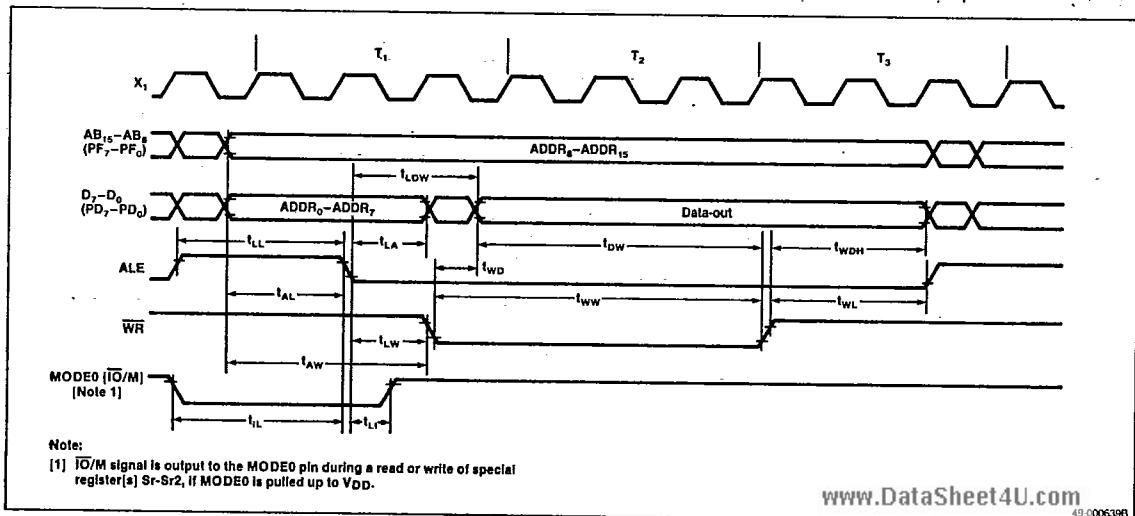 τ₁ T₂ T₃
X₁
AB₁₅–AB₈
(PF₇–PF₀)
ADDR₈–ADDR₁₅
tLDW
D₇–D₀
(PD₇–PD₀)
ADDR₀–ADDR₇
Data-out
tLL tLA tDW tWDH
ALE
tWD
tAL tWW tWL
WR
tLW
tAW
MODE0 [IO/M]
[Note 1]
tIL tLI
Note:
[1] IO/M signal is output to the MODE0 pin during a read or write of special
register[s] Sr-Sr2, if MODE0 is pulled up to VDD.
www.DataSheet4U.com
49-000639B